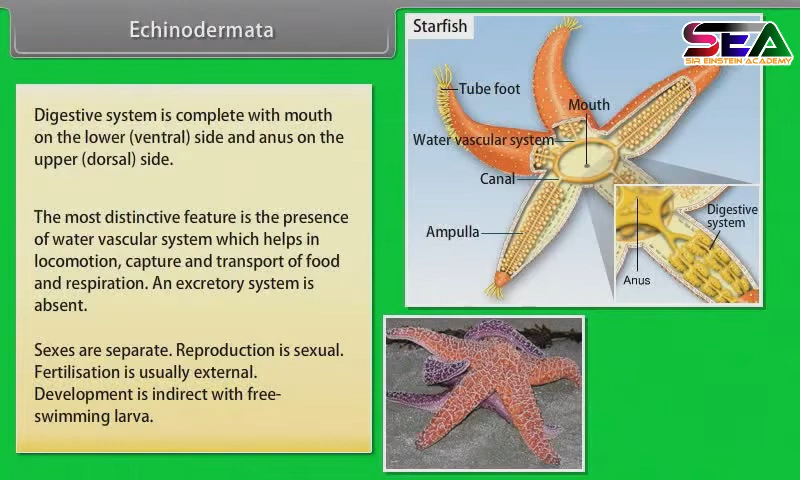 Echinodermata
Digestive system is complete with mouth
on the lower (ventral) side and anus on the
upper (dorsal) side.
The most distinctive feature is the presence
of water vascular system which helps in
locomotion, capture and transport of food
and respiration. An excretory system is
absent.
Sexes are separate. Reproduction is sexual.
Fertilisation is usually external.
Development is indirect with free-
swimming larva.
Starfish
Tube foot
Mouth
Water vascular system
Canal
Ampulla
Digestive
system
Anus
SEA
SIR EINSTEIN ACADEMY